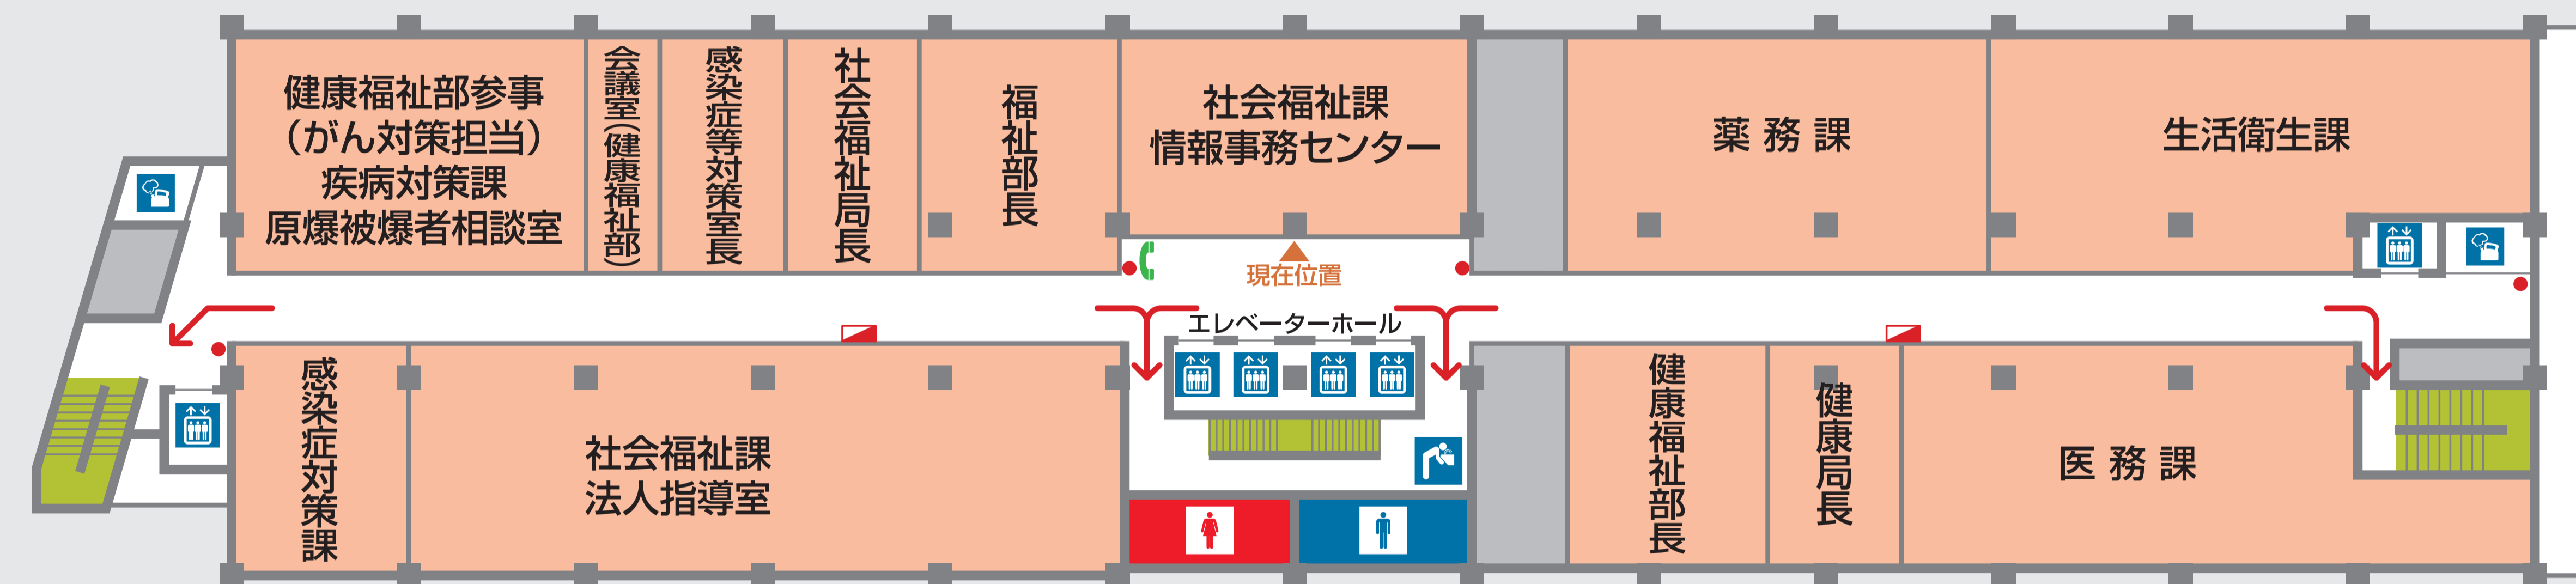 健康福祉部参事
（がん対策担当）
疾病対策課
原爆被爆者相談室
会議室(健康福祉部)
感染症等対策室長
社会福祉局長
福祉部長
社会福祉課
情報事務センター
薬務課
生活衛生課
現在位置
エレベーターホール
感染症対策課
社会福祉課
法人指導室
健康福祉部長
健康局長
医務課